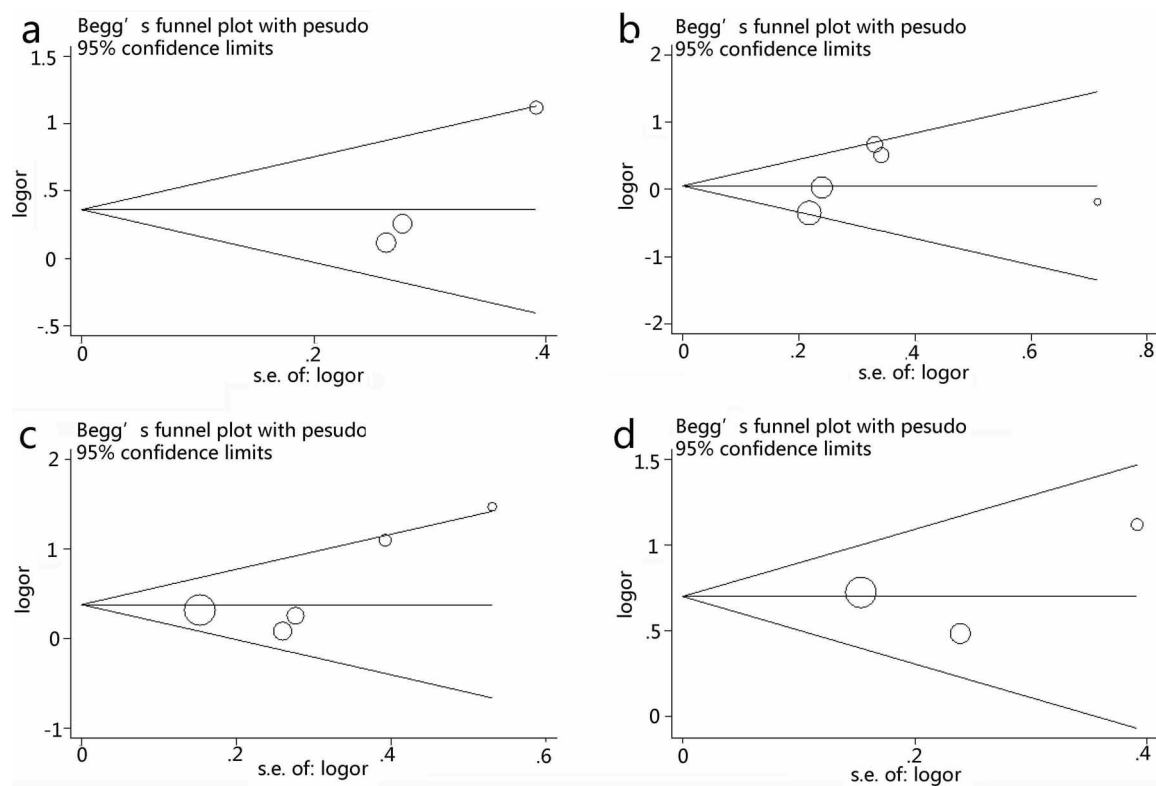 a
Begg's funnel plot with pesudo
95% confidence limits
1.5
1
.5
0
-.5
logor
0
.2
.4
s.e. of: logor
b
Begg's funnel plot with pesudo
95% confidence limits
2
1
0
-1
-2
logor
0
.2
.4
.6
.8
s.e. of: logor
c
Begg's funnel plot with pesudo
95% confidence limits
2
1
0
-1
logor
0
.2
.4
.6
s.e. of: logor
d
Begg's funnel plot with pesudo
95% confidence limits
1.5
1
.5
0
logor
0
.2
.4
s.e. of: logor